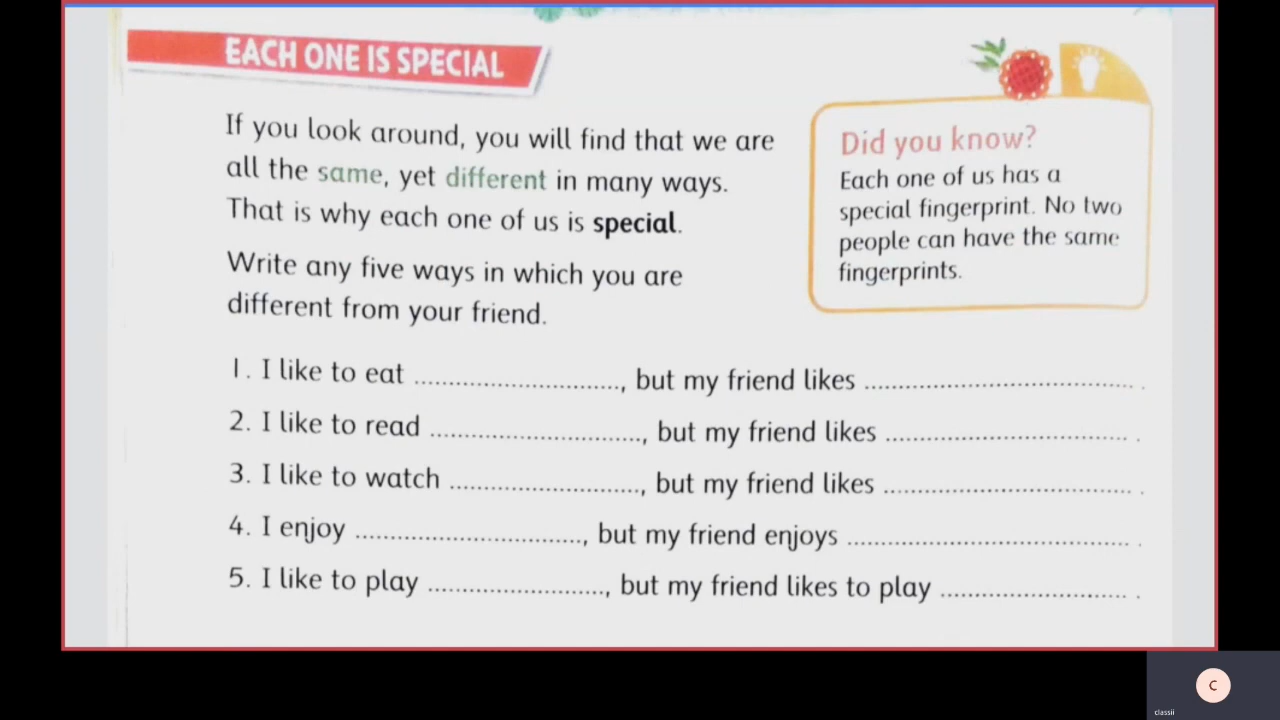 EACH ONE IS SPECIAL
If you look around, you will find that we are
all the same, yet different in many ways.
That is why each one of us is special.
Write any five ways in which you are
different from your friend.
Did you know?
Each one of us has a
special fingerprint. No two
people can have the same
fingerprints.
1. I like to eat ................................, but my friend likes ................................ .
2. I like to read ................................, but my friend likes ................................ .
3. I like to watch ................................, but my friend likes ................................ .
4. I enjoy ................................, but my friend enjoys ................................ .
5. I like to play ................................, but my friend likes to play ................................ .
C
classii